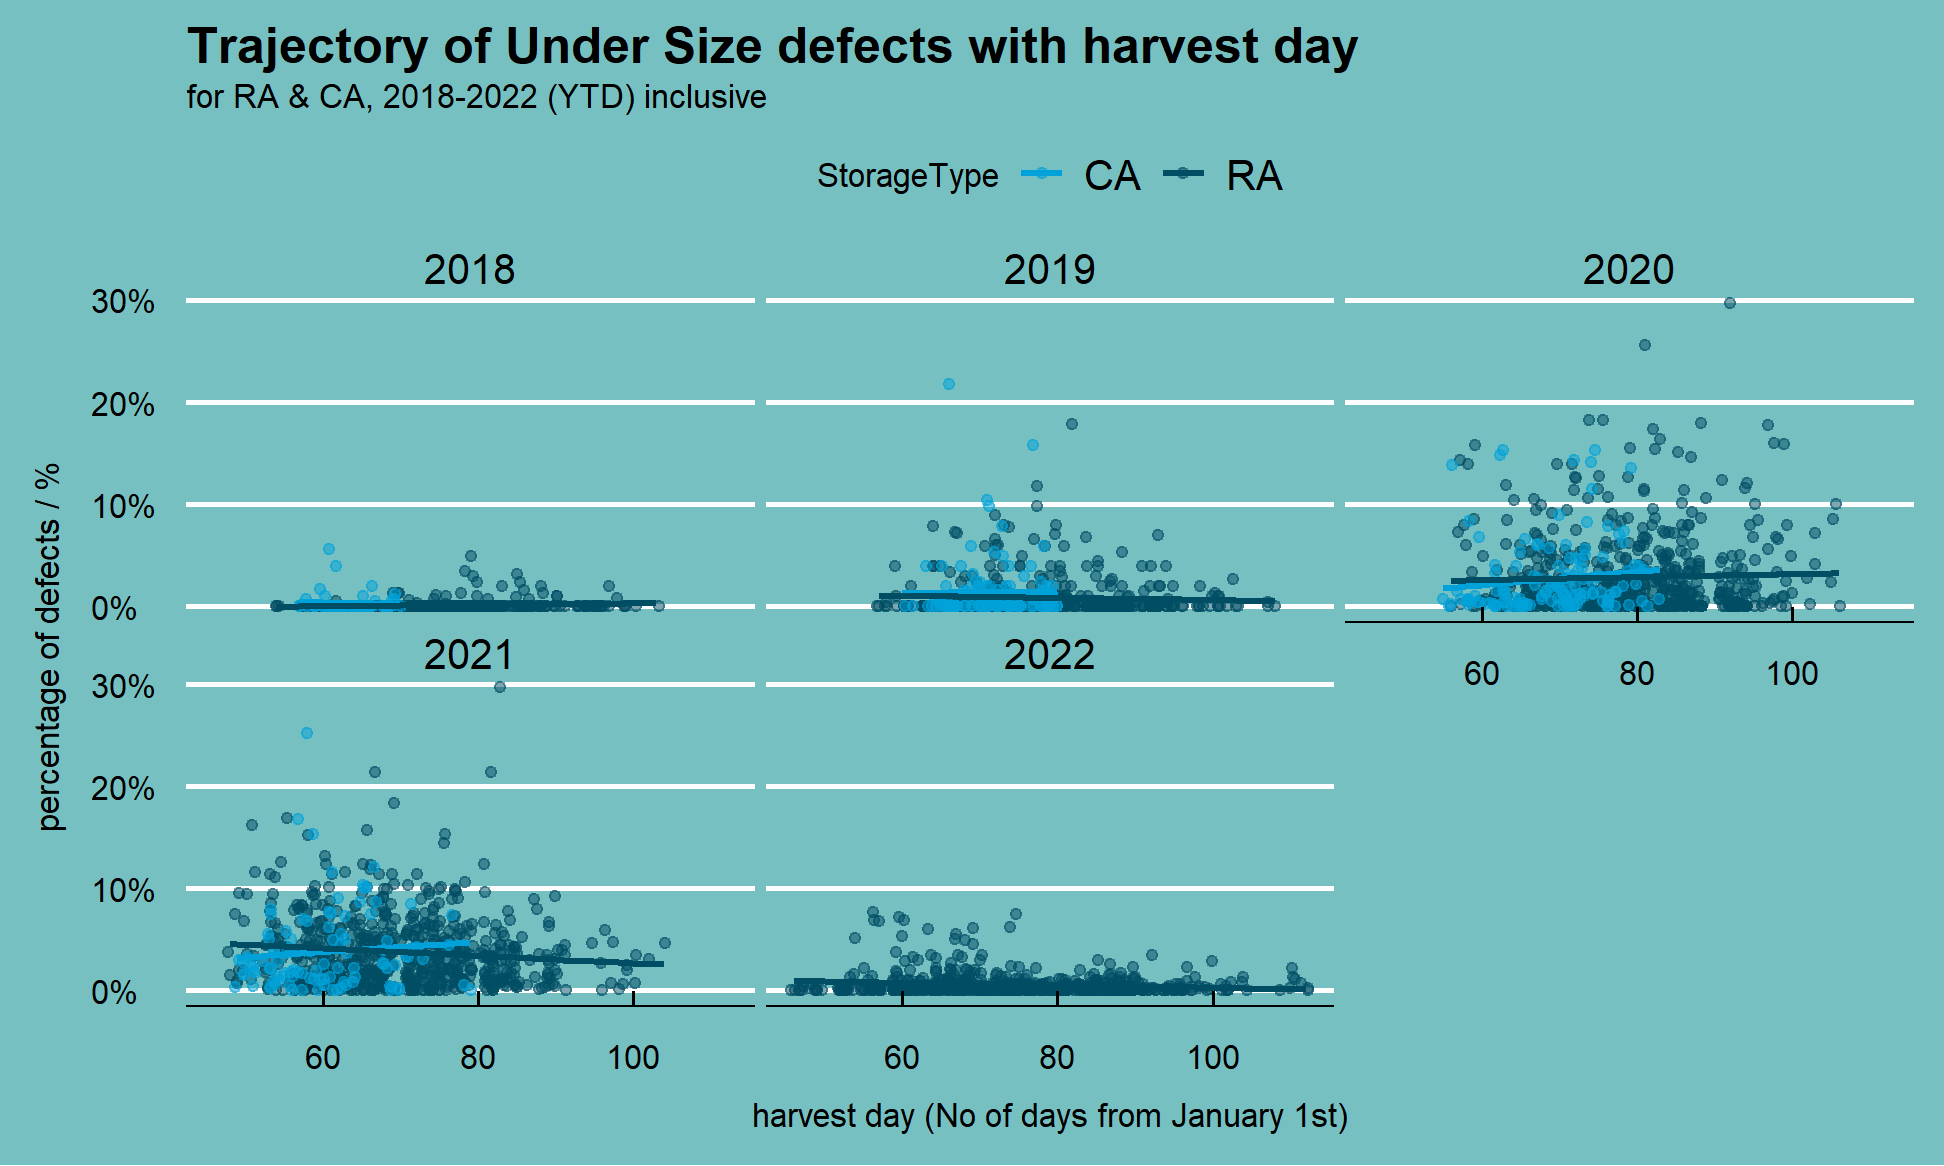 Trajectory of Under Size defects with harvest day
for RA & CA, 2018-2022 (YTD) inclusive
StorageType CA RA
2018 2019 2020
30%
20%
10%
0%
60 80 100
2021 2022
30%
20%
10%
0%
60 80 100 60 80 100
percentage of defects / %
harvest day (No of days from January 1st)